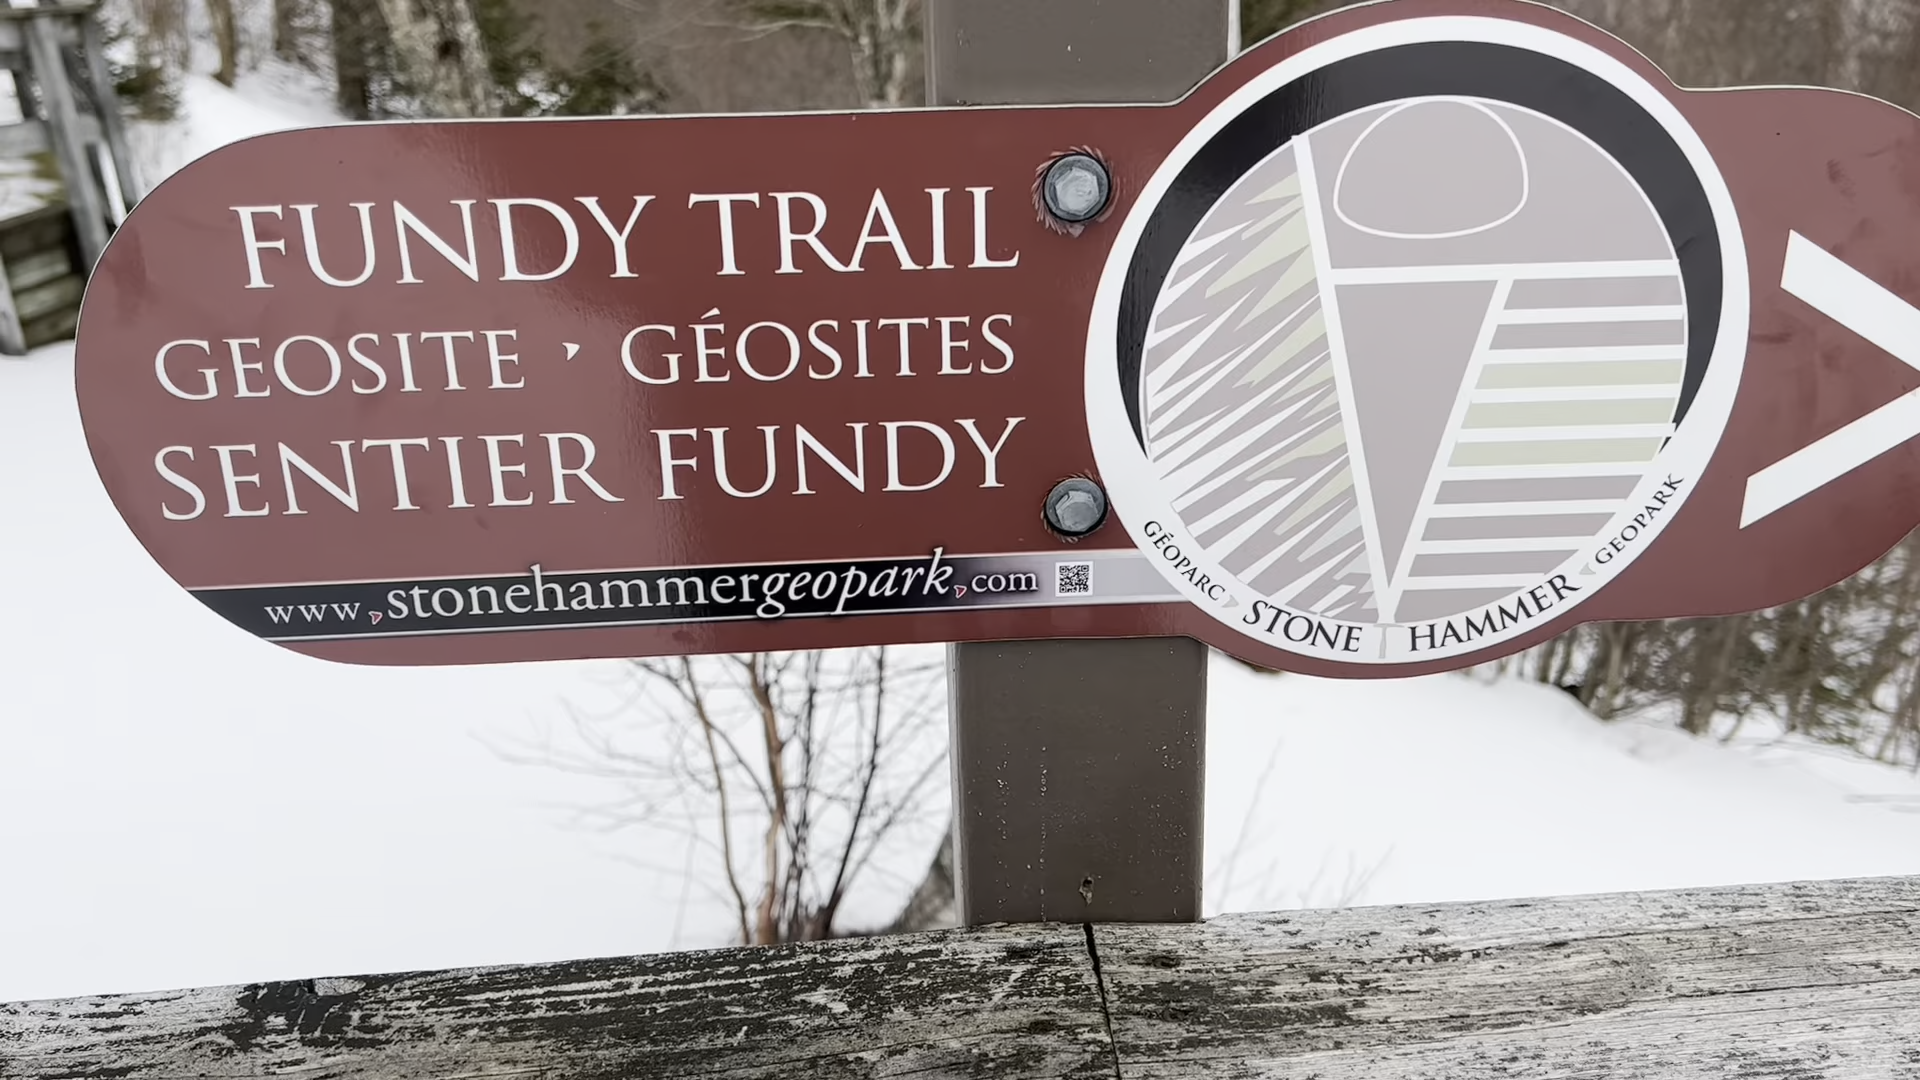 FUNDY TRAIL
GEOSITE • GÉOSITES
SENTIER FUNDY
www.stonehammergeopark.com
GÉOPARC STONE HAMMER GEOPARK